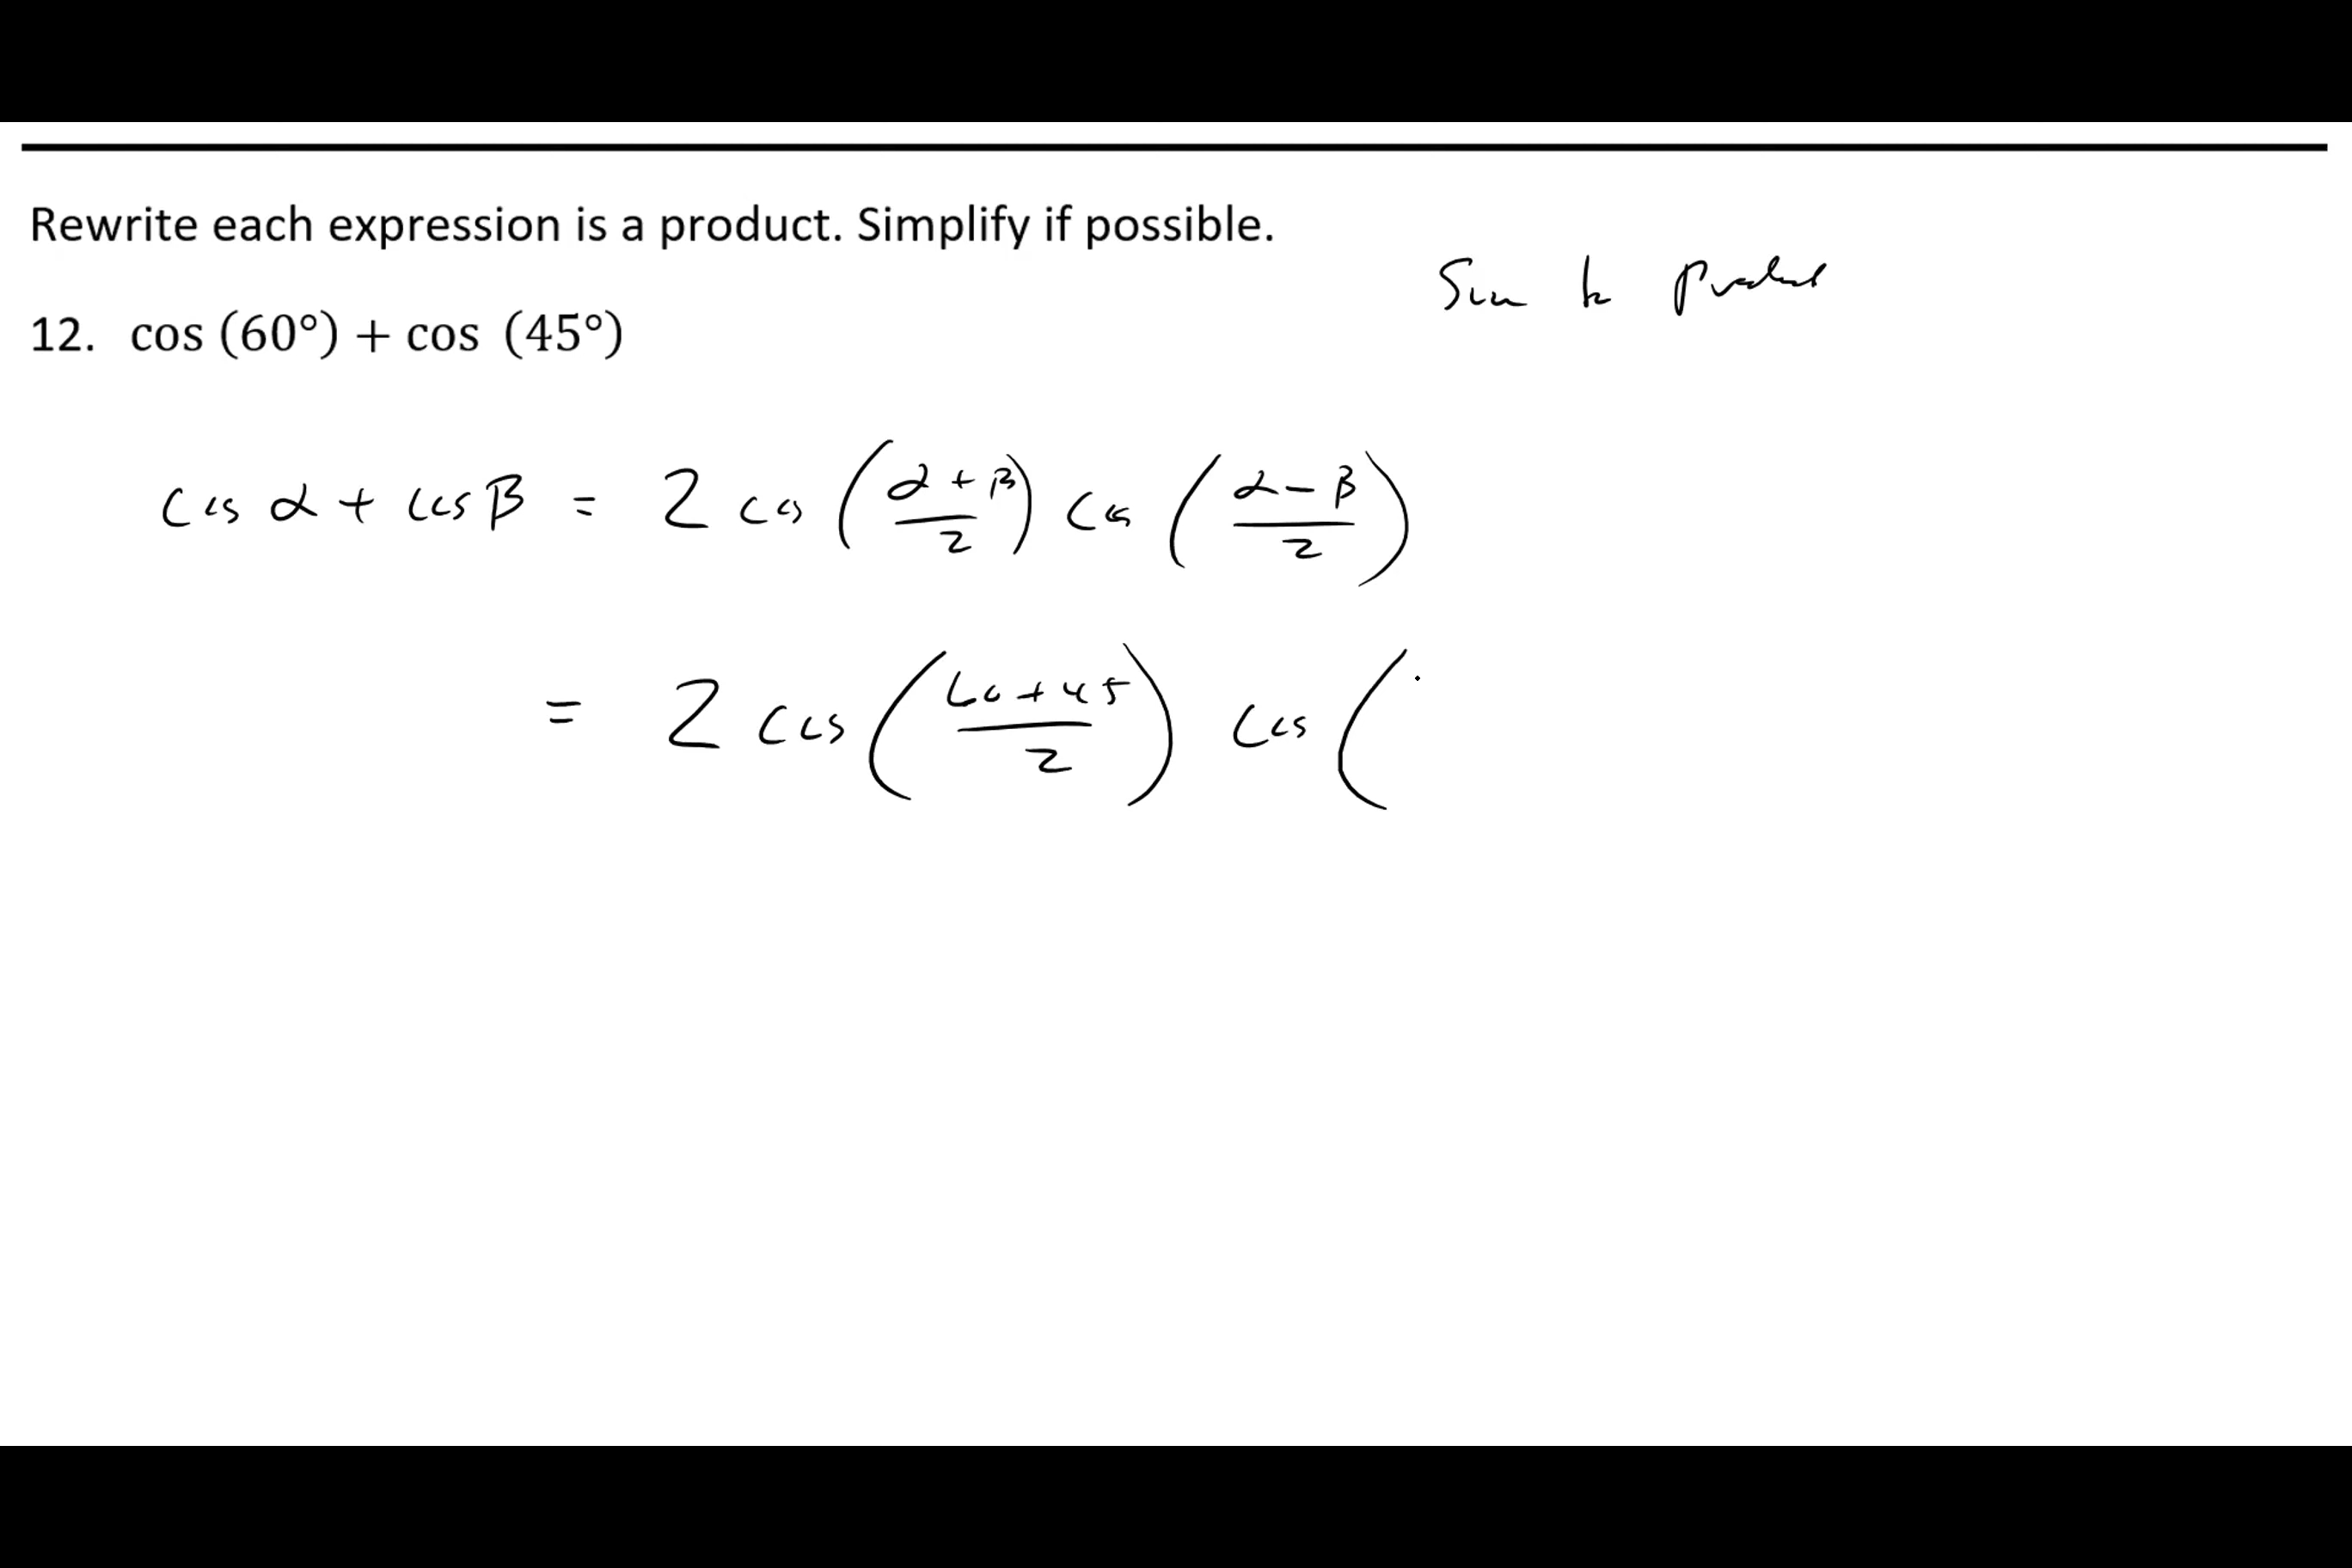 Rewrite each expression is a product. Simplify if possible.
Sum to Product
12. cos (60°) + cos (45°)
cos α + cos β = 2 cos (α + β / 2) cos (α − β / 2)
= 2 cos (60 + 45 / 2) cos (